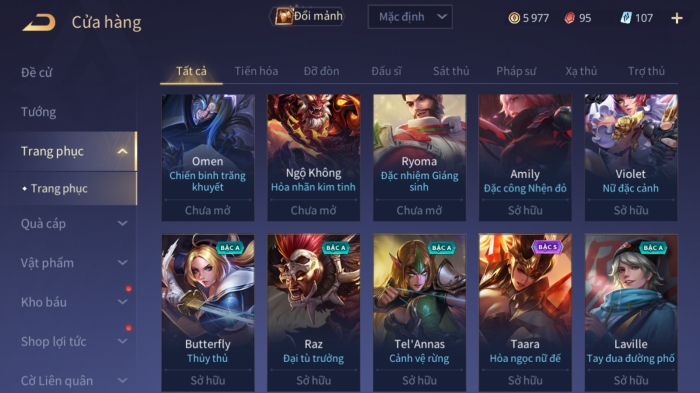 Cửa hàng
Đổi mảnh
Mặc định
5 977
95
107
Đề cử
Tướng
Trang phục
Trang phục
Quà cáp
Vật phẩm
Kho báu
Shop lợi tức
Cờ Liên quân
Tất cả
Tiến hóa
Đỡ đòn
Đấu sĩ
Sát thủ
Pháp sư
Xạ thủ
Trợ thủ
Omen
Chiến binh trăng
khuyết
Chưa mở
Ngộ Không
Hỏa nhãn kim tinh
Chưa mở
Ryoma
Đặc nhiệm Giáng
sinh
Chưa mở
Amily
Đặc công Nhện đỏ
Sở hữu
Violet
Nữ đặc cảnh
Sở hữu
BẬC A
Butterfly
Thủy thủ
Sở hữu
BẬC A
Raz
Đại tù trưởng
Sở hữu
BẬC A
Tel'Annas
Cảnh vệ rừng
Sở hữu
BẬC S
Taara
Hỏa ngọc nữ đế
Sở hữu
BẬC A
Laville
Tay đua đường phố
Sở hữu